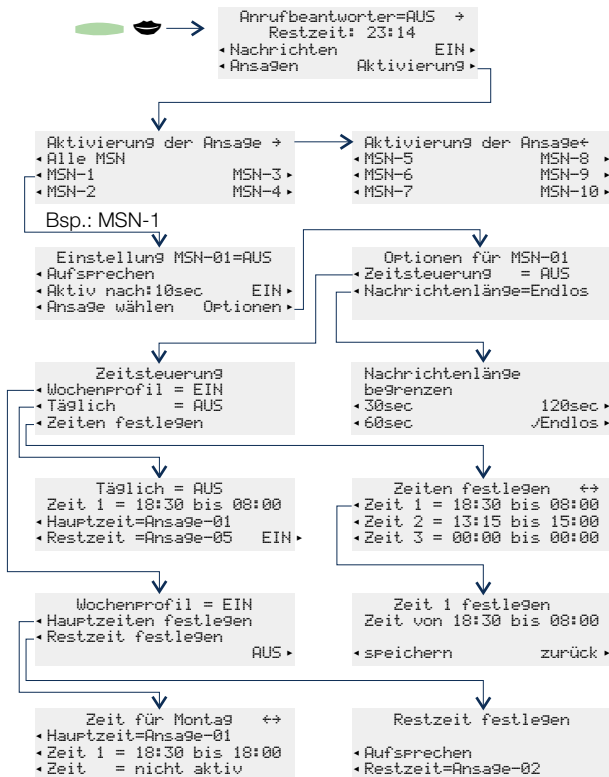 Anrufbeantworter=AUS →
Restzeit: 23:14
◂Nachrichten EIN▸
◂Ansagen Aktivierung▸
Aktivierung der Ansage →
◂Alle MSN
◂MSN-1 MSN-3▸
◂MSN-2 MSN-4▸
Aktivierung der Ansage←
◂MSN-5 MSN-8 ▸
◂MSN-6 MSN-9 ▸
◂MSN-7 MSN-10▸
Bsp.: MSN-1
Einstellung MSN-01=AUS
◂Aufsprechen
◂Aktiv nach:10sec EIN▸
◂Ansage wählen Optionen▸
Optionen für MSN-01
◂Zeitsteuerung = AUS
◂Nachrichtenlänge=Endlos
Zeitsteuerung
◂Wochenprofil = EIN
◂Täglich = AUS
◂Zeiten festlegen
Nachrichtenlänge
begrenzen
◂30sec 120sec▸
◂60sec √Endlos▸
Täglich = AUS
Zeit 1 = 18:30 bis 08:00
◂Hauptzeit=Ansage-01
◂Restzeit =Ansage-05 EIN▸
Zeiten festlegen ↔
◂Zeit 1 = 18:30 bis 08:00
◂Zeit 2 = 13:15 bis 15:00
◂Zeit 3 = 00:00 bis 00:00
Wochenprofil = EIN
◂Hauptzeiten festlegen
◂Restzeit festlegen
AUS▸
Zeit 1 festlegen
Zeit von 18:30 bis 08:00
◂speichern zurück▸
Zeit für Montag ↔
◂Hauptzeit=Ansage-01
◂Zeit 1 = 18:30 bis 18:00
◂Zeit = nicht aktiv
Restzeit festlegen
◂Aufsprechen
◂Restzeit=Ansage-02